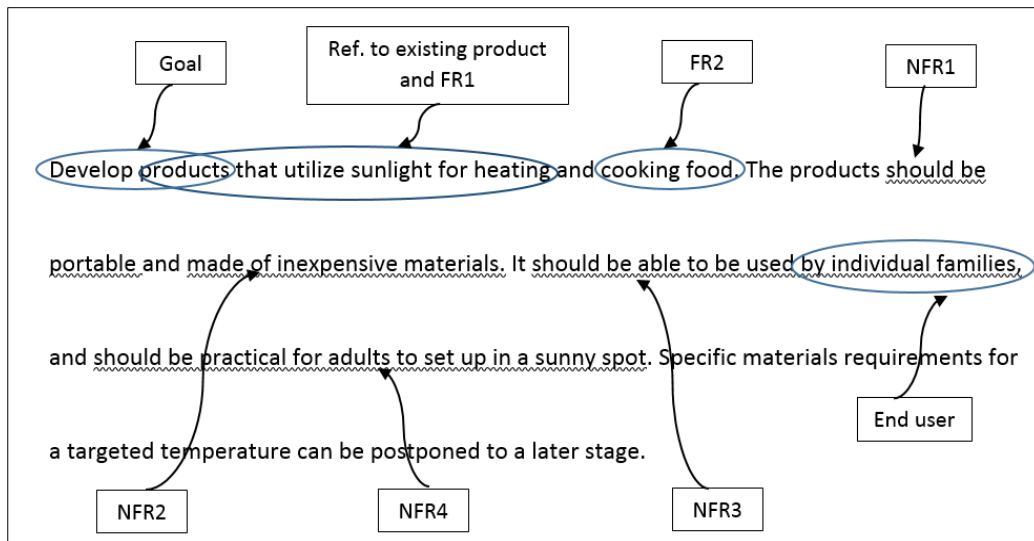 Goal
Ref. to existing product
and FR1
FR2
NFR1
Develop products that utilize sunlight for heating and cooking food. The products should be
portable and made of inexpensive materials. It should be able to be used by individual families,
and should be practical for adults to set up in a sunny spot. Specific materials requirements for
End user
a targeted temperature can be postponed to a later stage.
NFR2
NFR4
NFR3